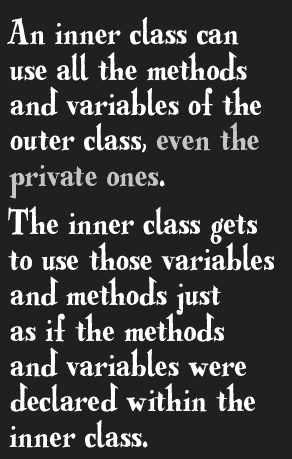 An inner class can
use all the methods
and variables of the
outer class, even the
private ones.
The inner class gets
to use those variables
and methods just
as if the methods
and variables were
declared within the
inner class.